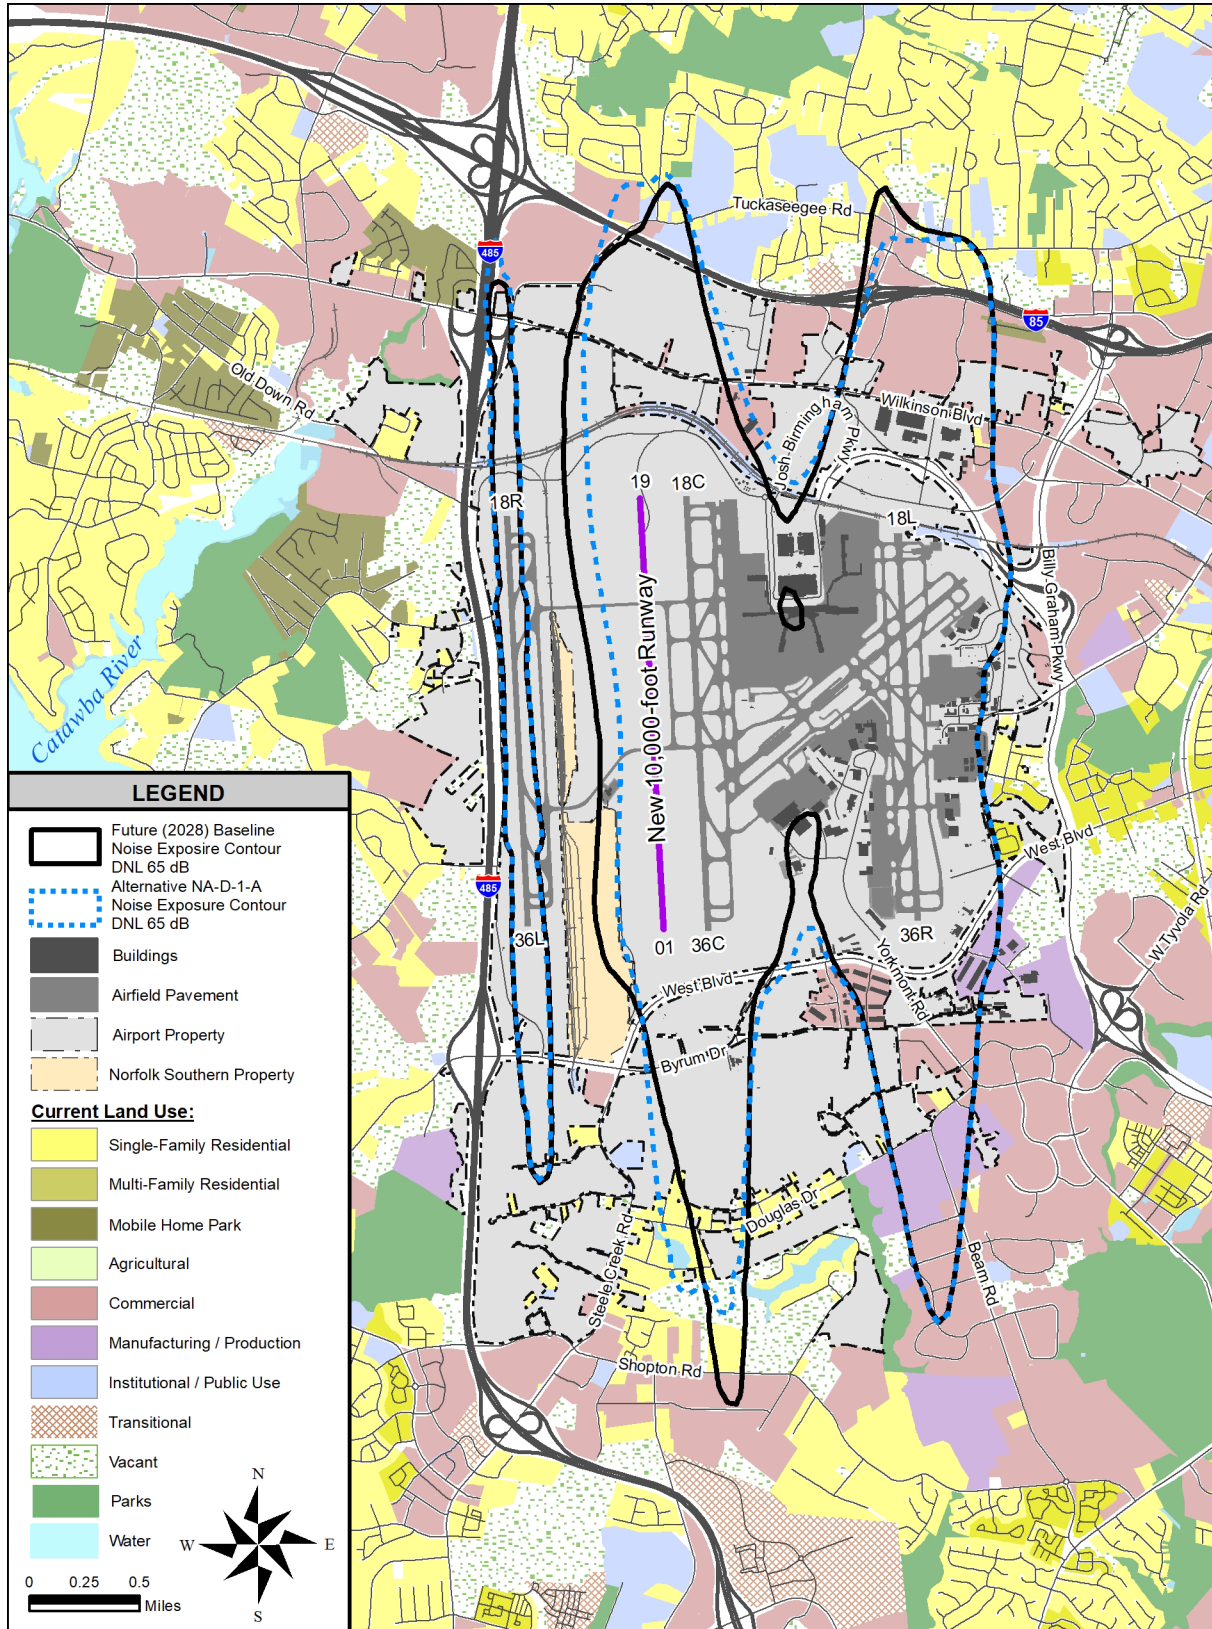 Tuckaseegee Rd
485
85
Old Dowd Rd
Wilkinson Blvd
Josh Birmingham Pkwy
19
18C
18R
18L
Billy Graham Pkwy
New 10,000-foot Runway
Catawba River
West Blvd
W Tyvola Rd
485
36L
01
36C
36R
Yorkmont Rd
West Blvd
Byrum Dr
Douglas Dr
Steele Creek Rd
Beam Rd
Shopton Rd
LEGEND
Future (2028) Baseline
Noise Exposire Contour
DNL 65 dB
Alternative NA-D-1-A
Noise Exposure Contour
DNL 65 dB
Buildings
Airfield Pavement
Airport Property
Norfolk Southern Property
Current Land Use:
Single-Family Residential
Multi-Family Residential
Mobile Home Park
Agricultural
Commercial
Manufacturing / Production
Institutional / Public Use
Transitional
Vacant
Parks
Water
N
W E
S
0 0.25 0.5
Miles